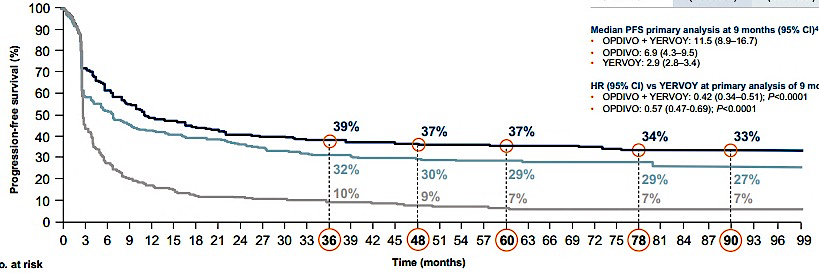 Median PFS primary analysis at 9 months (95% CI)⁴
• OPDIVO + YERVOY: 11.5 (8.9–16.7)
• OPDIVO: 6.9 (4.3–9.5)
• YERVOY: 2.9 (2.8–3.4)
HR (95% CI) vs YERVOY at primary analysis of 9 mo
• OPDIVO + YERVOY: 0.42 (0.34–0.51); P<0.0001
• OPDIVO: 0.57 (0.47-0.69); P<0.0001
Progression-free survival (%)
100
90
80
70
60
50
40
30
20
10
0
39% 37% 37% 34% 33%
32% 30% 29% 29% 27%
10% 9% 7% 7% 7%
0 3 6 9 12 15 18 21 24 27 30 33 36 39 42 45 48 51 54 57 60 63 66 69 72 75 78 81 84 87 90 93 96 99
Time (months)
o. at risk